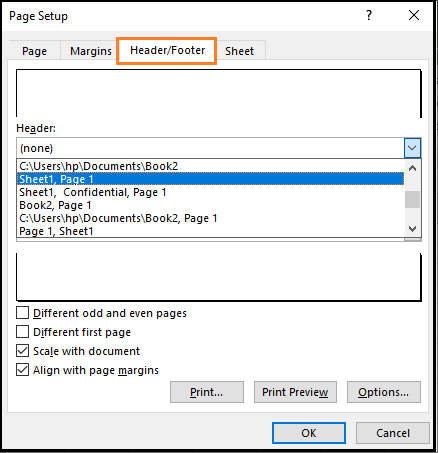 Page Setup ? ×
Page Margins Header/Footer Sheet
Header:
(none)
C:\Users\hp\Documents\Book2
Sheet1, Page 1
Sheet1,  Confidential, Page 1
Book2, Page 1
C:\Users\hp\Documents\Book2, Page 1
Page 1, Sheet1
Different odd and even pages
Different first page
Scale with document
Align with page margins
Print... Print Preview Options...
OK Cancel